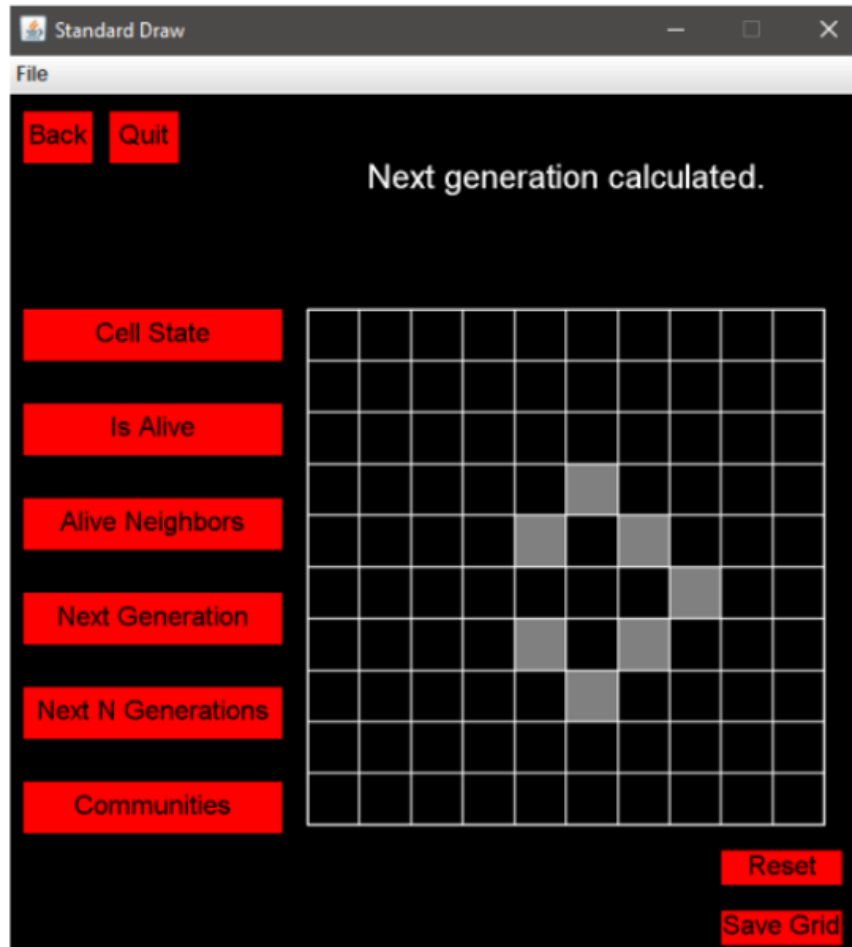 Standard Draw
File
Back Quit
Next generation calculated.
Cell State
Is Alive
Alive Neighbors
Next Generation
Next N Generations
Communities
Reset
Save Grid